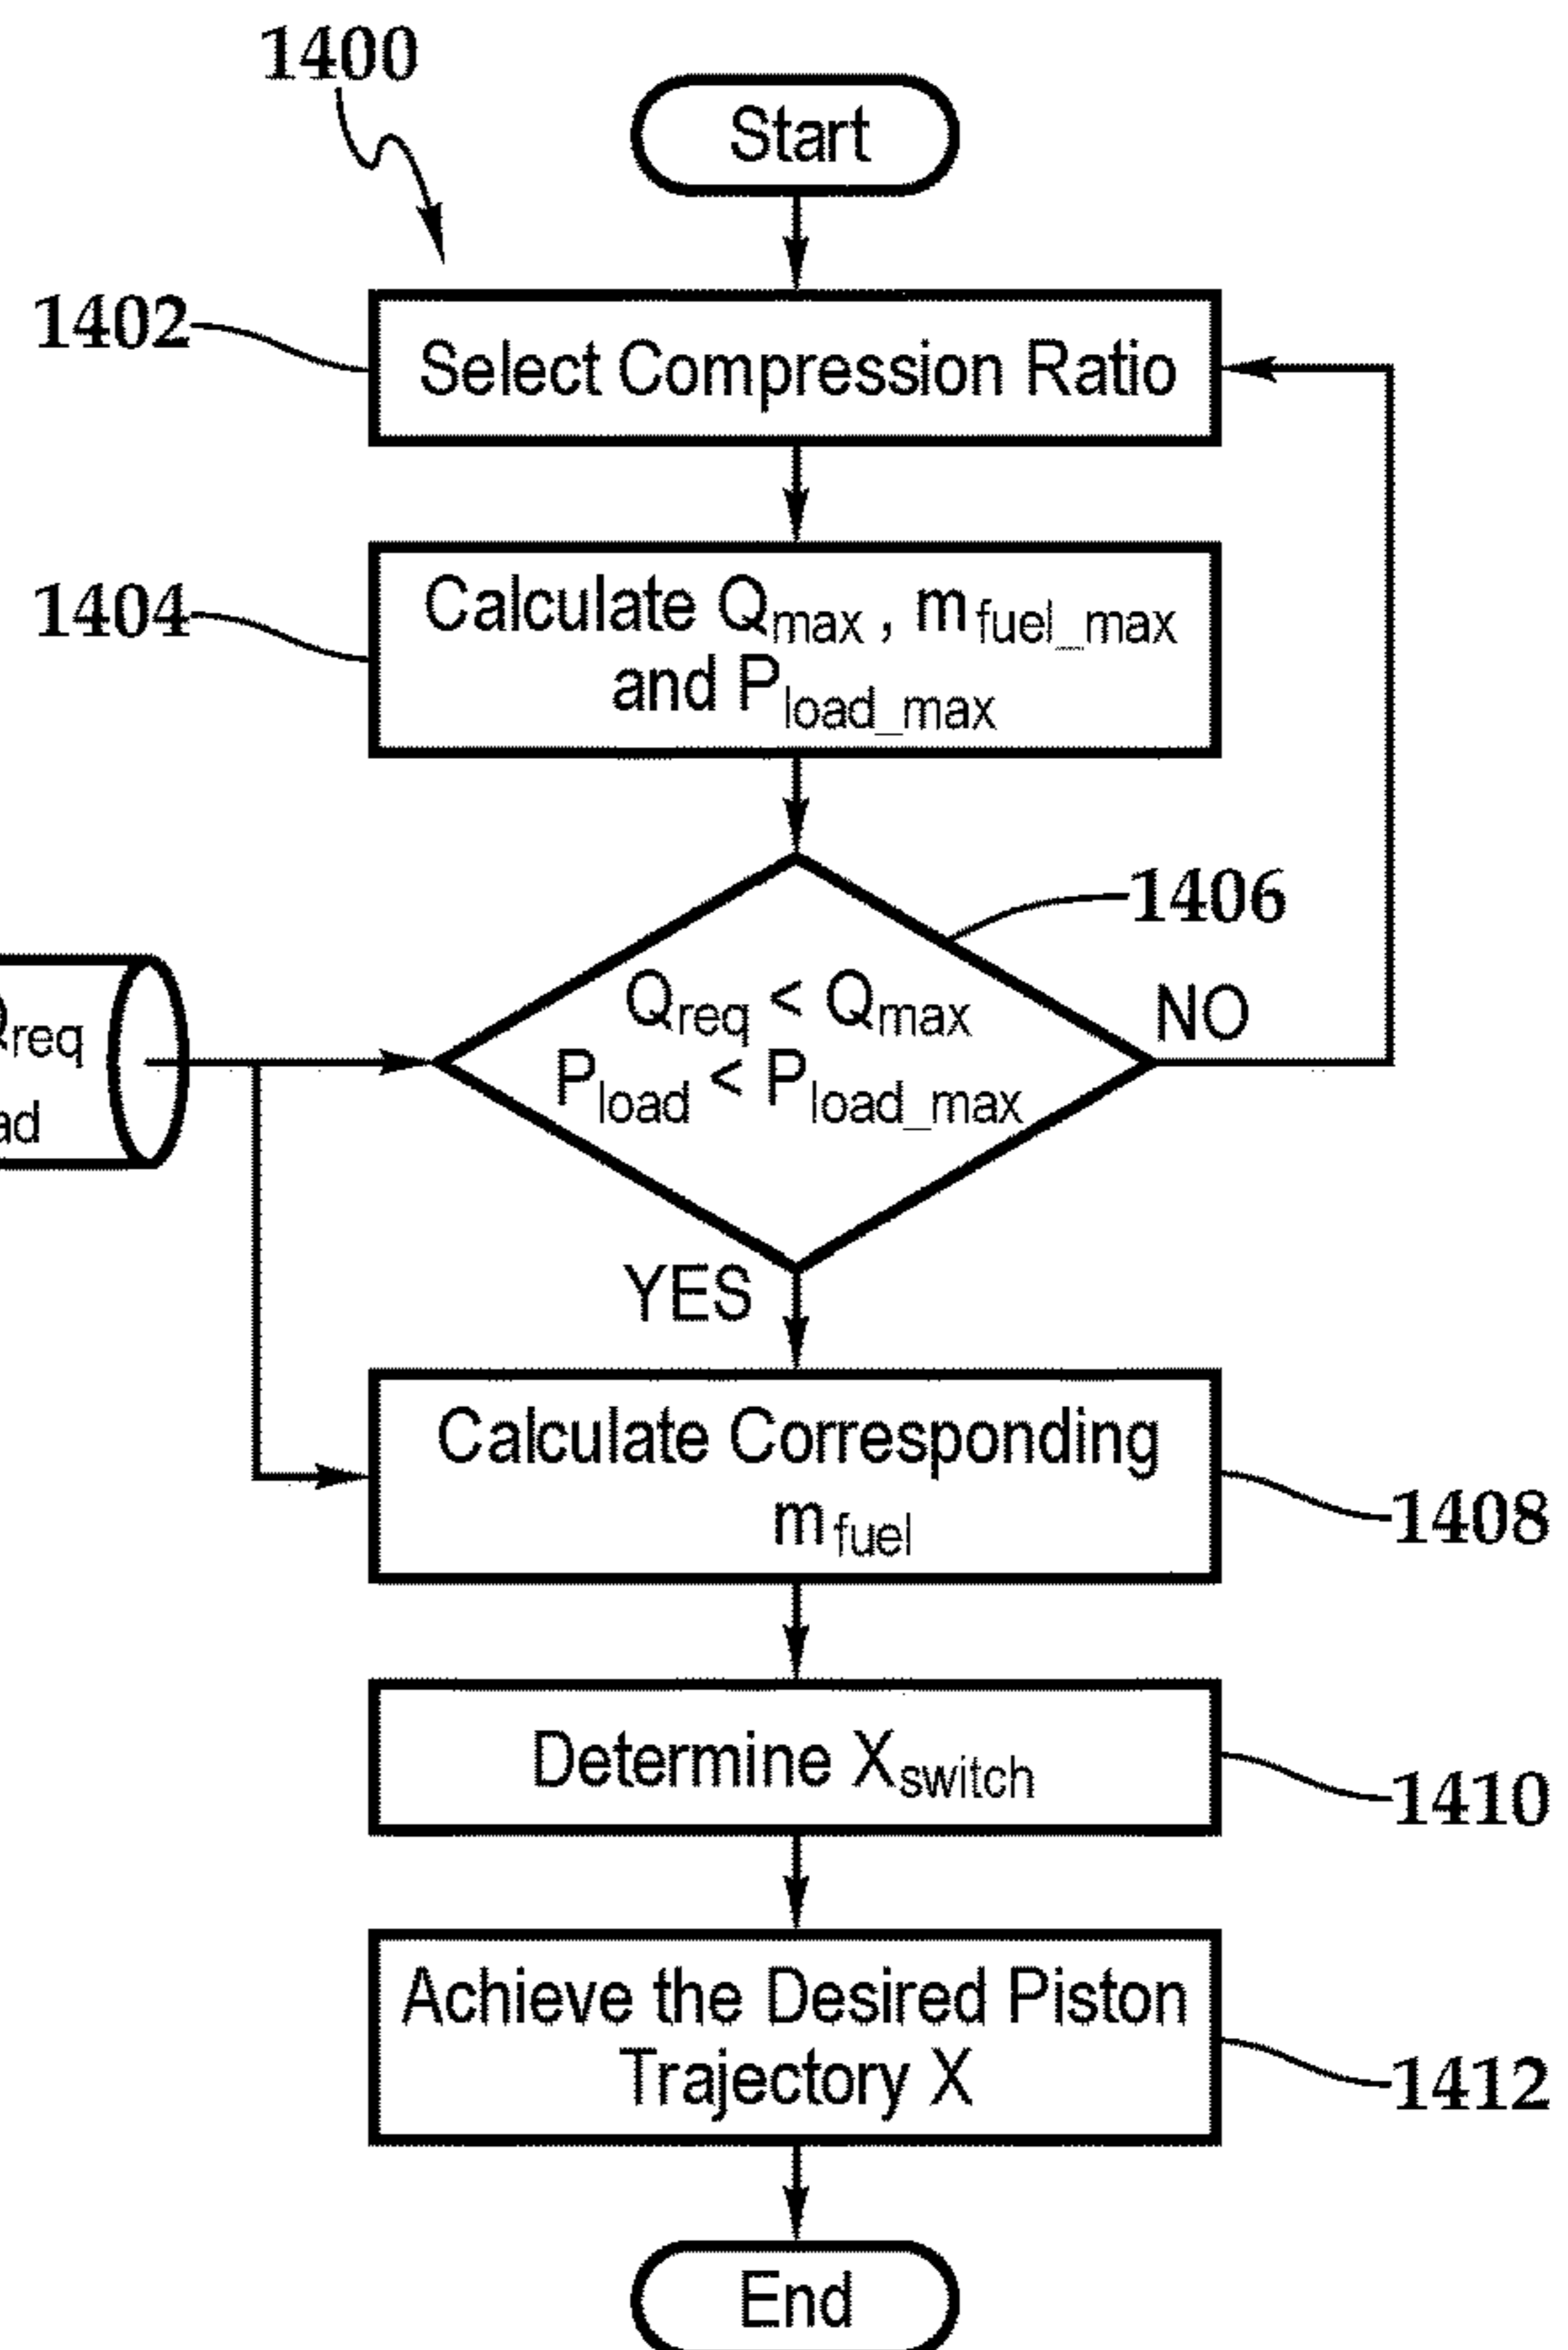 1400
Start
1402
Select Compression Ratio
1404
Calculate Qmax , mfuel_max
and Pload_max
1406
Qreq < Qmax
NO
Pload < Pload_max
req
YES
Calculate Corresponding
mfuel
1408
Determine Xswitch
1410
Achieve the Desired Piston
Trajectory X
1412
End